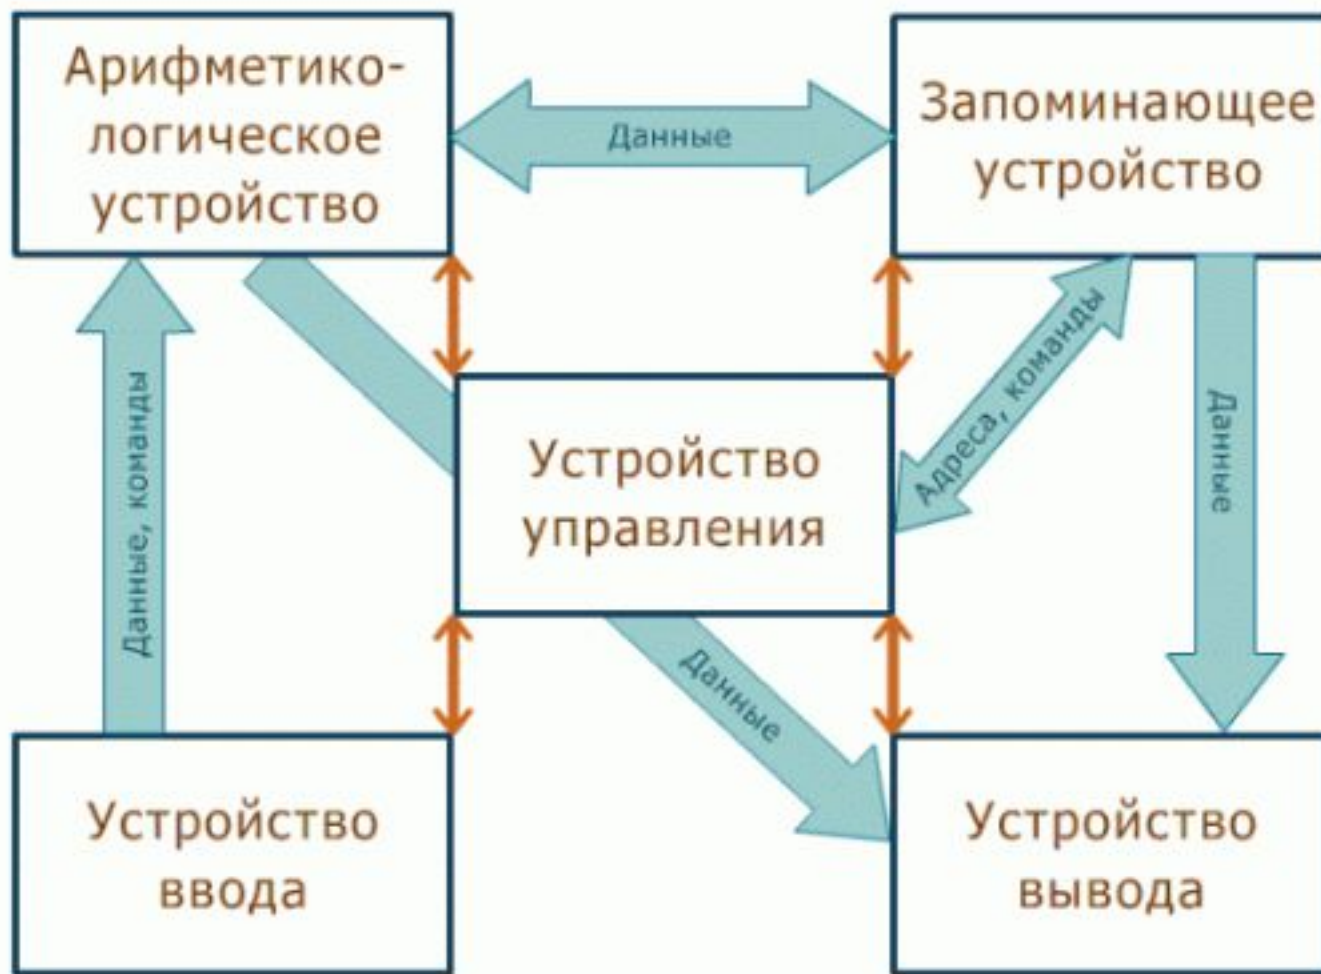 Арифметико-
логическое
устройство
Данные
Запоминающее
устройство
Данные, команды
Устройство
управления
Адреса, команды
Данные
Данные
Устройство
ввода
Устройство
вывода